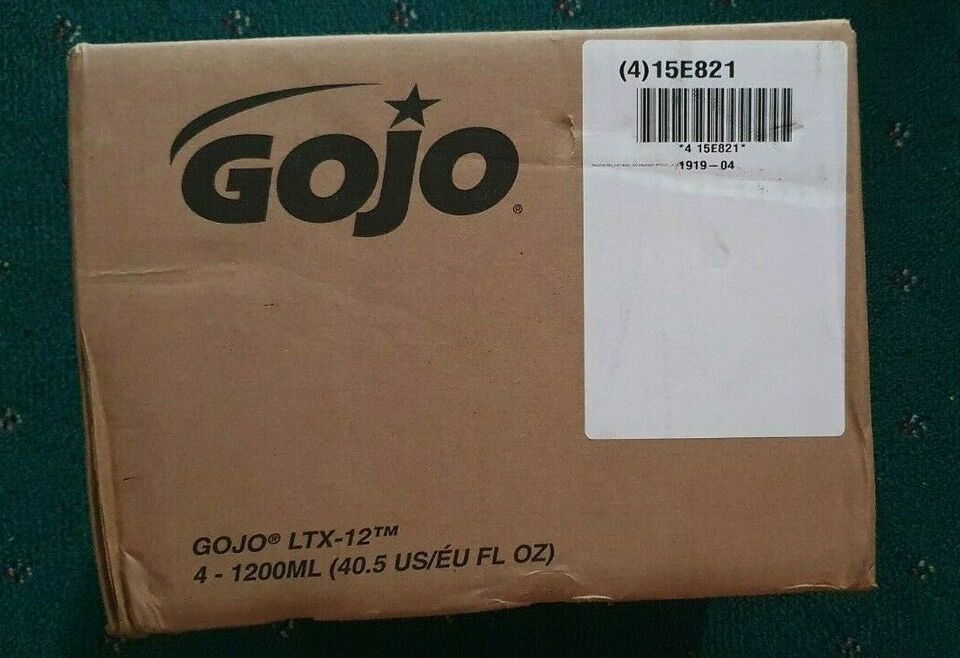 GOJO®
(4)15E821
*4 15E821*
1919-04
GOJO® LTX-12™
4 - 1200ML (40.5 US/ÉU FL OZ)